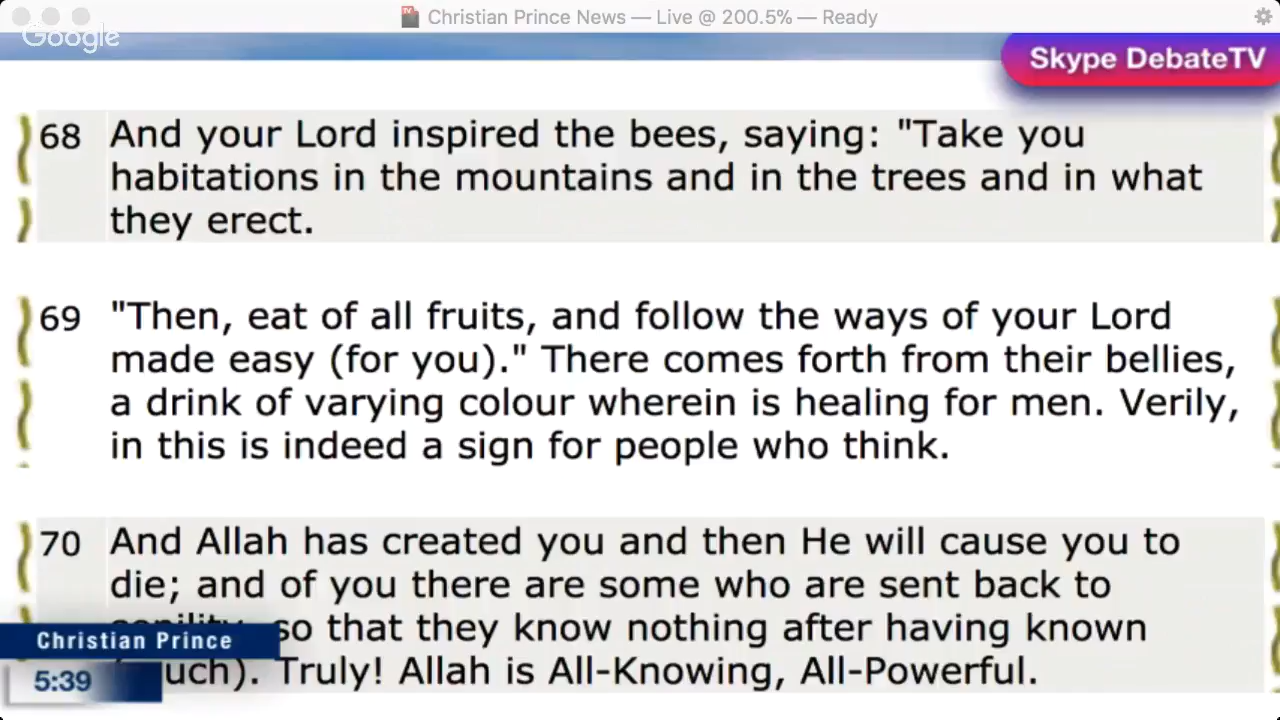 Christian Prince News — Live @ 200.5% — Ready
Google
Skype DebateTV
68 And your Lord inspired the bees, saying: "Take you
habitations in the mountains and in the trees and in what
they erect.
69 "Then, eat of all fruits, and follow the ways of your Lord
made easy (for you)." There comes forth from their bellies,
a drink of varying colour wherein is healing for men. Verily,
in this is indeed a sign for people who think.
70 And Allah has created you and then He will cause you to
die; and of you there are some who are sent back to
so that they know nothing after having known
uch). Truly! Allah is All-Knowing, All-Powerful.
Christian Prince
5:39